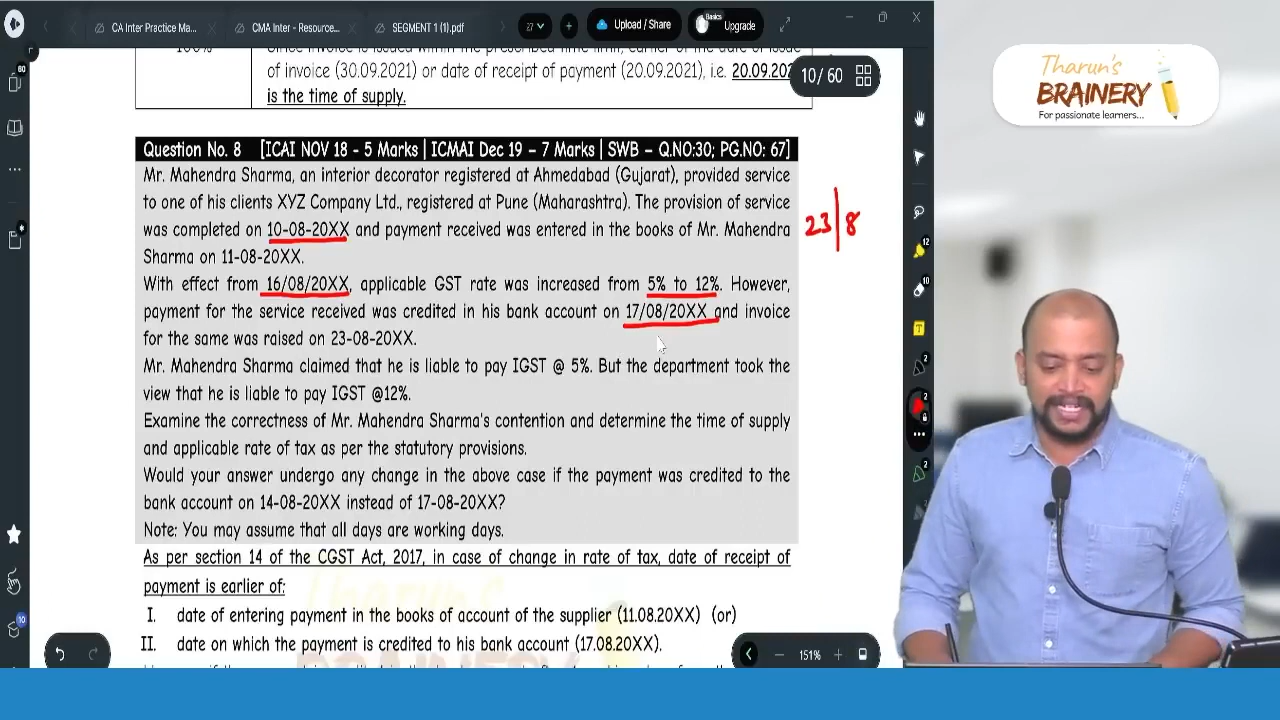 CA Inter Practice Ma...
CMA Inter - Resource...
SEGMENT 1 (1).pdf
27
Upload / Share
Basics
Upgrade
60
100%
of invoice (30.09.2021) or date of receipt of payment (20.09.2021), i.e. 20.09.202
is the time of supply.
10/60
Tharun's
BRAINERY
For passionate learners...
Question No. 8 [ICAI NOV 18 - 5 Marks | ICMAI Dec 19 – 7 Marks | SWB – Q.NO:30; PG.NO: 67]
Mr. Mahendra Sharma, an interior decorator registered at Ahmedabad (Gujarat), provided service
to one of his clients XYZ Company Ltd., registered at Pune (Maharashtra). The provision of service
was completed on 10-08-20XX and payment received was entered in the books of Mr. Mahendra
Sharma on 11-08-20XX.
23|8
With effect from 16/08/20XX, applicable GST rate was increased from 5% to 12%. However,
payment for the service received was credited in his bank account on 17/08/20XX and invoice
for the same was raised on 23-08-20XX.
Mr. Mahendra Sharma claimed that he is liable to pay IGST @ 5%. But the department took the
view that he is liable to pay IGST @12%.
Examine the correctness of Mr. Mahendra Sharma's contention and determine the time of supply
and applicable rate of tax as per the statutory provisions.
Would your answer undergo any change in the above case if the payment was credited to the
bank account on 14-08-20XX instead of 17-08-20XX?
Note: You may assume that all days are working days.
As per section 14 of the CGST Act, 2017, in case of change in rate of tax, date of receipt of
payment is earlier of:
I. date of entering payment in the books of account of the supplier (11.08.20XX) (or)
II. date on which the payment is credited to his bank account (17.08.20XX).
12
10
2
2
2
2
10
151%